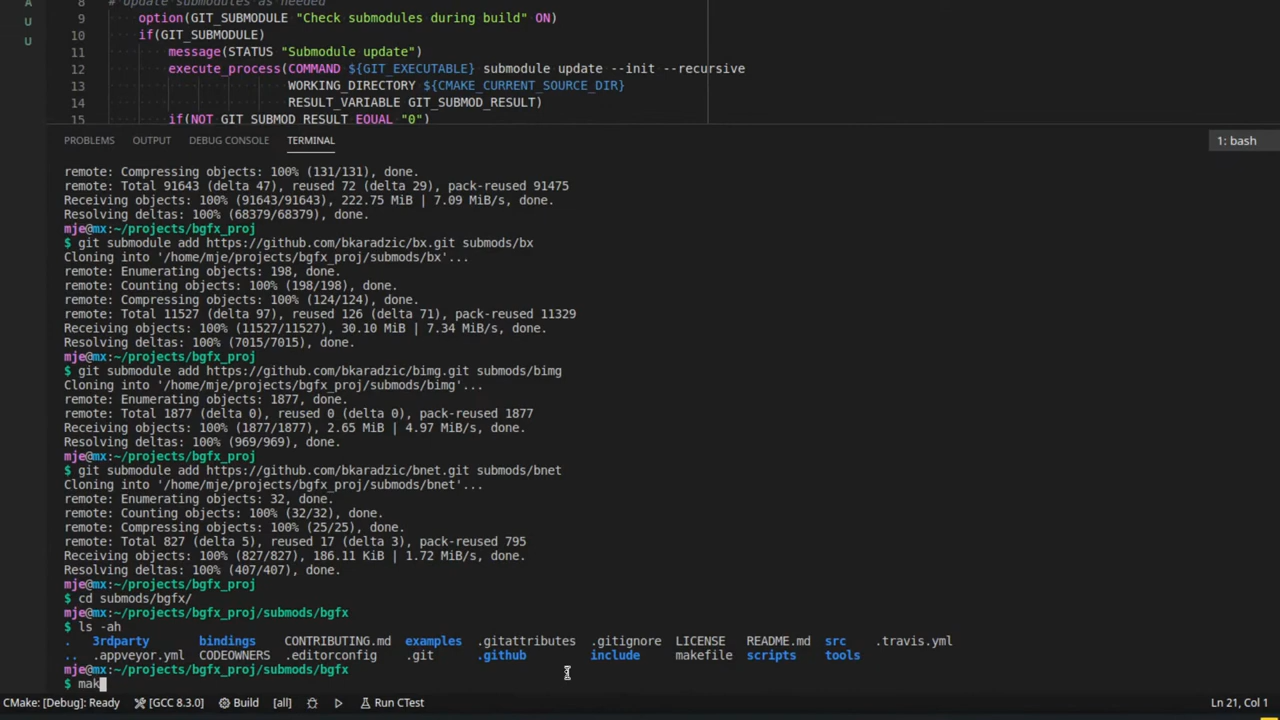 A
U
U
8 # Update submodules as needed
9 option(GIT_SUBMODULE "Check submodules during build" ON)
10 if(GIT_SUBMODULE)
11 message(STATUS "Submodule update")
12 execute_process(COMMAND ${GIT_EXECUTABLE} submodule update --init --recursive
13 WORKING_DIRECTORY ${CMAKE_CURRENT_SOURCE_DIR}
14 RESULT_VARIABLE GIT_SUBMOD_RESULT)
15 if(NOT GIT_SUBMOD_RESULT EQUAL "0")
PROBLEMS OUTPUT DEBUG CONSOLE TERMINAL 1: bash
remote: Compressing objects: 100% (131/131), done.
remote: Total 91643 (delta 47), reused 72 (delta 29), pack-reused 91475
Receiving objects: 100% (91643/91643), 222.75 MiB | 7.09 MiB/s, done.
Resolving deltas: 100% (68379/68379), done.
mje@mx:~/projects/bgfx_proj
$ git submodule add https://github.com/bkaradzic/bx.git submods/bx
Cloning into '/home/mje/projects/bgfx_proj/submods/bx'...
remote: Enumerating objects: 198, done.
remote: Counting objects: 100% (198/198), done.
remote: Compressing objects: 100% (124/124), done.
remote: Total 11527 (delta 97), reused 126 (delta 71), pack-reused 11329
Receiving objects: 100% (11527/11527), 30.10 MiB | 7.34 MiB/s, done.
Resolving deltas: 100% (7015/7015), done.
mje@mx:~/projects/bgfx_proj
$ git submodule add https://github.com/bkaradzic/bimg.git submods/bimg
Cloning into '/home/mje/projects/bgfx_proj/submods/bimg'...
remote: Enumerating objects: 1877, done.
remote: Total 1877 (delta 0), reused 0 (delta 0), pack-reused 1877
Receiving objects: 100% (1877/1877), 2.65 MiB | 4.97 MiB/s, done.
Resolving deltas: 100% (969/969), done.
mje@mx:~/projects/bgfx_proj
$ git submodule add https://github.com/bkaradzic/bnet.git submods/bnet
Cloning into '/home/mje/projects/bgfx_proj/submods/bnet'...
remote: Enumerating objects: 32, done.
remote: Counting objects: 100% (32/32), done.
remote: Compressing objects: 100% (25/25), done.
remote: Total 827 (delta 5), reused 17 (delta 3), pack-reused 795
Receiving objects: 100% (827/827), 186.11 KiB | 1.72 MiB/s, done.
Resolving deltas: 100% (407/407), done.
mje@mx:~/projects/bgfx_proj
$ cd submods/bgfx/
mje@mx:~/projects/bgfx_proj/submods/bgfx
$ ls -ah
. 3rdparty bindings CONTRIBUTING.md examples .gitattributes .gitignore LICENSE README.md src .travis.yml
.. .appveyor.yml CODEOWNERS .editorconfig .git .github include makefile scripts tools
mje@mx:~/projects/bgfx_proj/submods/bgfx
$ mak
CMake: [Debug]: Ready [GCC 8.3.0] Build [all] Run CTest Ln 21, Col 1